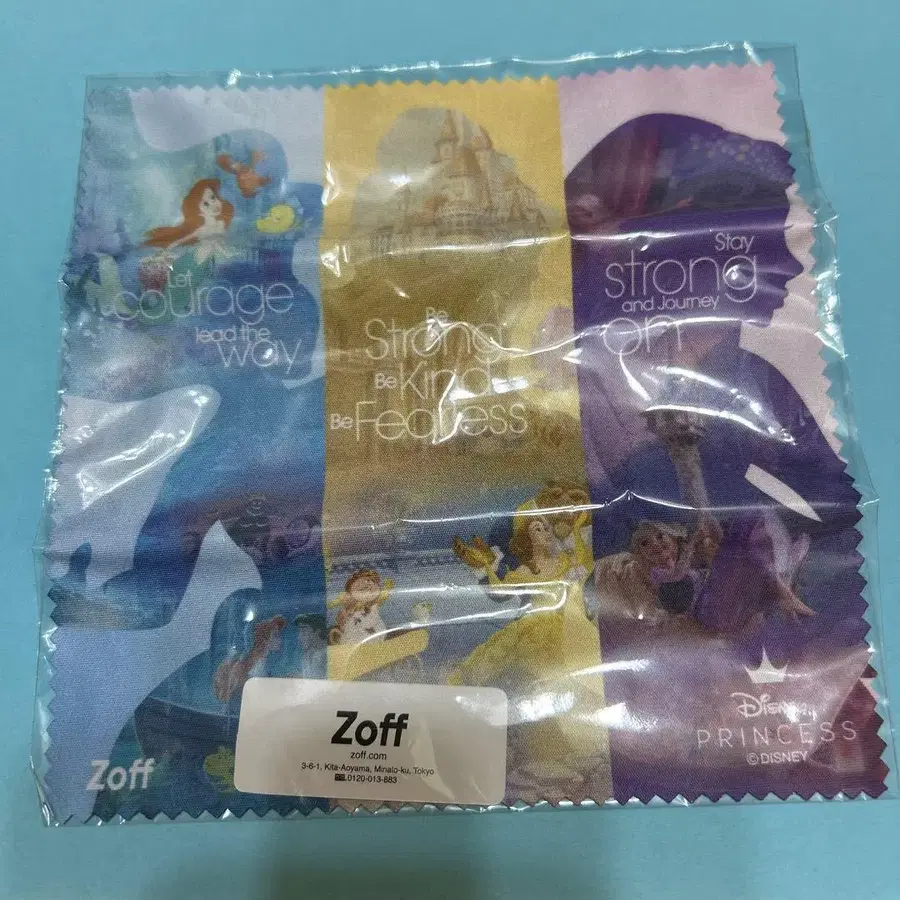 Let
courage
lead the
way
Be
Strong
Be Kind
Be Fearless
Stay
strong
and Journey
on
Zoff
Zoff
zoff.com
3-6-1, Kita-Aoyama, Minato-ku, Tokyo
0120-013-883
Disney
PRINCESS
© DISNEY